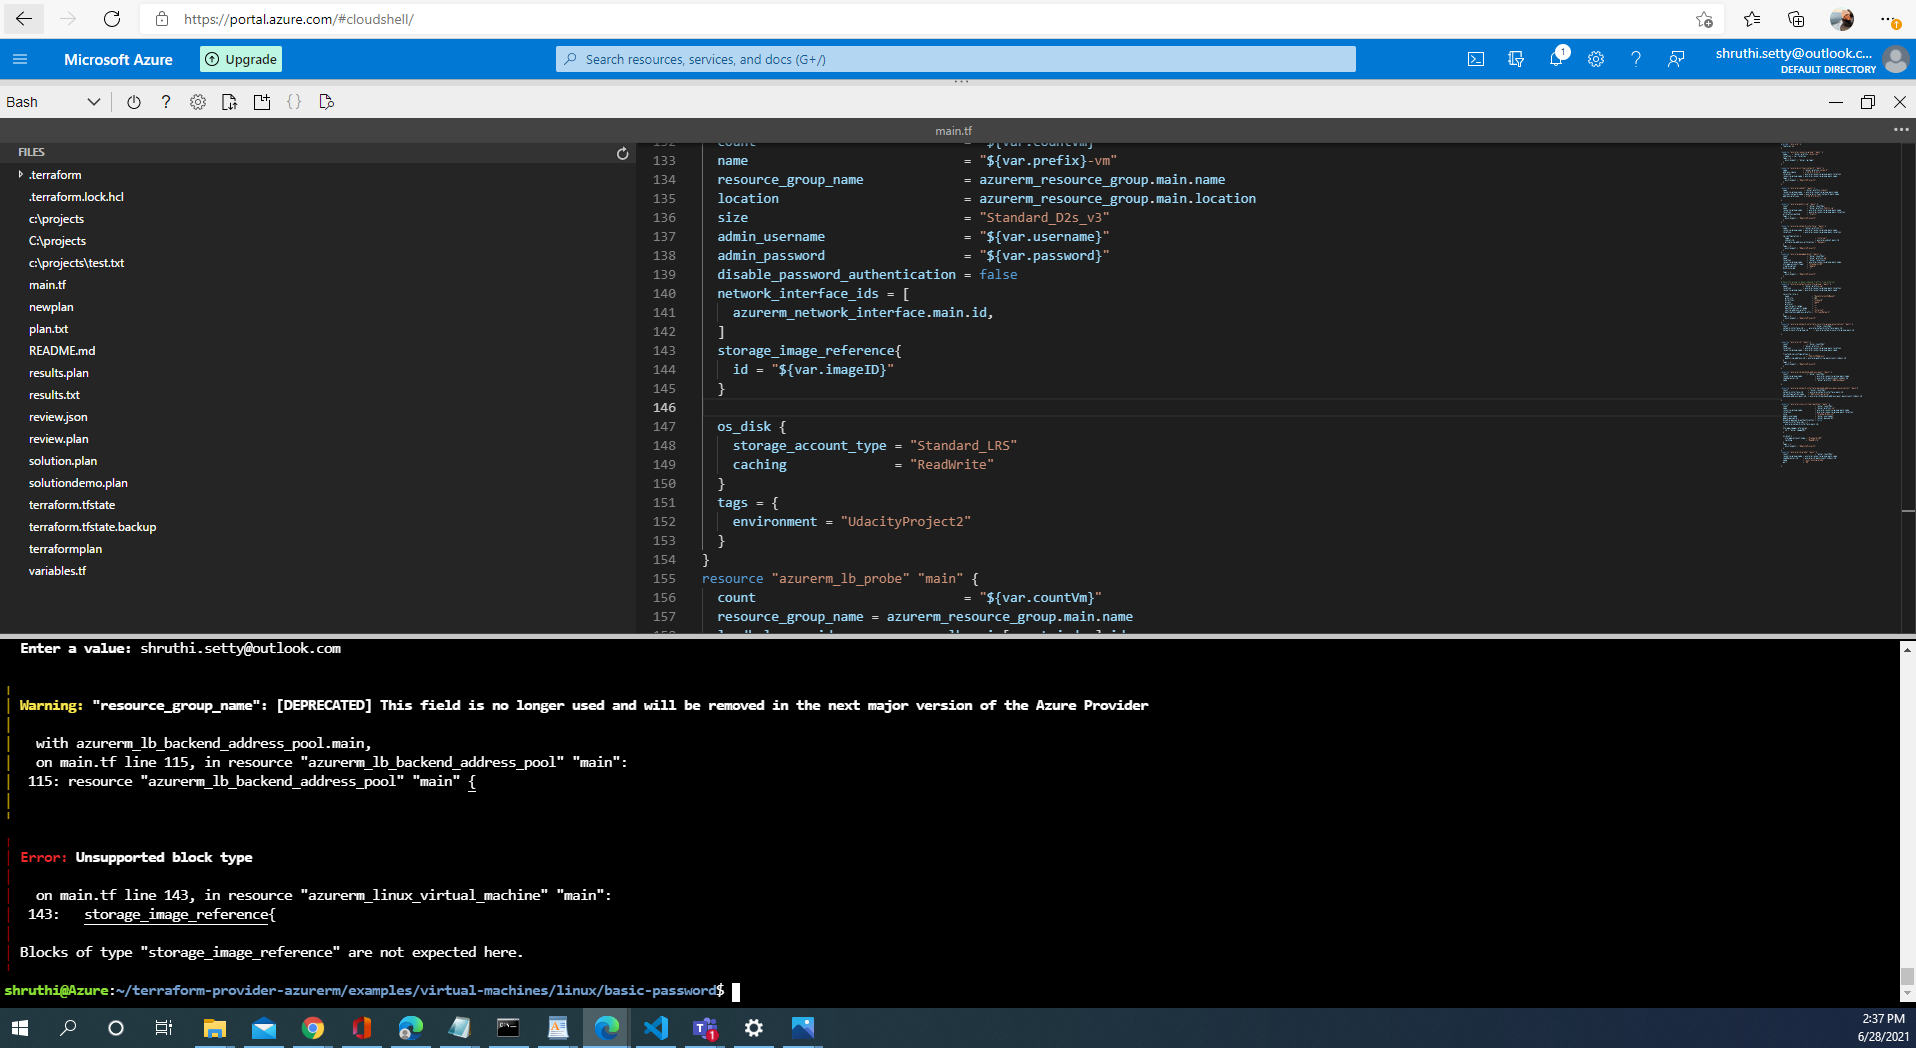 https://portal.azure.com/#cloudshell/
Microsoft Azure
Upgrade
Search resources, services, and docs (G+/)
1
shruthi.setty@outlook.c...
DEFAULT DIRECTORY
Bash
main.tf
FILES
.terraform
.terraform.lock.hcl
c:\projects
C:\projects
c:\projects\test.txt
main.tf
newplan
plan.txt
README.md
results.plan
results.txt
review.json
review.plan
solution.plan
solutiondemo.plan
terraform.tfstate
terraform.tfstate.backup
terraformplan
variables.tf
132 count = "${var.countVm}"
133 name = "${var.prefix}-vm"
134 resource_group_name = azurerm_resource_group.main.name
135 location = azurerm_resource_group.main.location
136 size = "Standard_D2s_v3"
137 admin_username = "${var.username}"
138 admin_password = "${var.password}"
139 disable_password_authentication = false
140 network_interface_ids = [
141 azurerm_network_interface.main.id,
142 ]
143 storage_image_reference{
144 id = "${var.imageID}"
145 }
146
147 os_disk {
148 storage_account_type = "Standard_LRS"
149 caching = "ReadWrite"
150 }
151 tags = {
152 environment = "UdacityProject2"
153 }
154 }
155 resource "azurerm_lb_probe" "main" {
156 count = "${var.countVm}"
157 resource_group_name = azurerm_resource_group.main.name
Enter a value: shruthi.setty@outlook.com
Warning: "resource_group_name": [DEPRECATED] This field is no longer used and will be removed in the next major version of the Azure Provider
with azurerm_lb_backend_address_pool.main,
on main.tf line 115, in resource "azurerm_lb_backend_address_pool" "main":
115: resource "azurerm_lb_backend_address_pool" "main" {
Error: Unsupported block type
on main.tf line 143, in resource "azurerm_linux_virtual_machine" "main":
143: storage_image_reference{
Blocks of type "storage_image_reference" are not expected here.
shruthi@Azure:~/terraform-provider-azurerm/examples/virtual-machines/linux/basic-password$
2:37 PM
6/28/2021